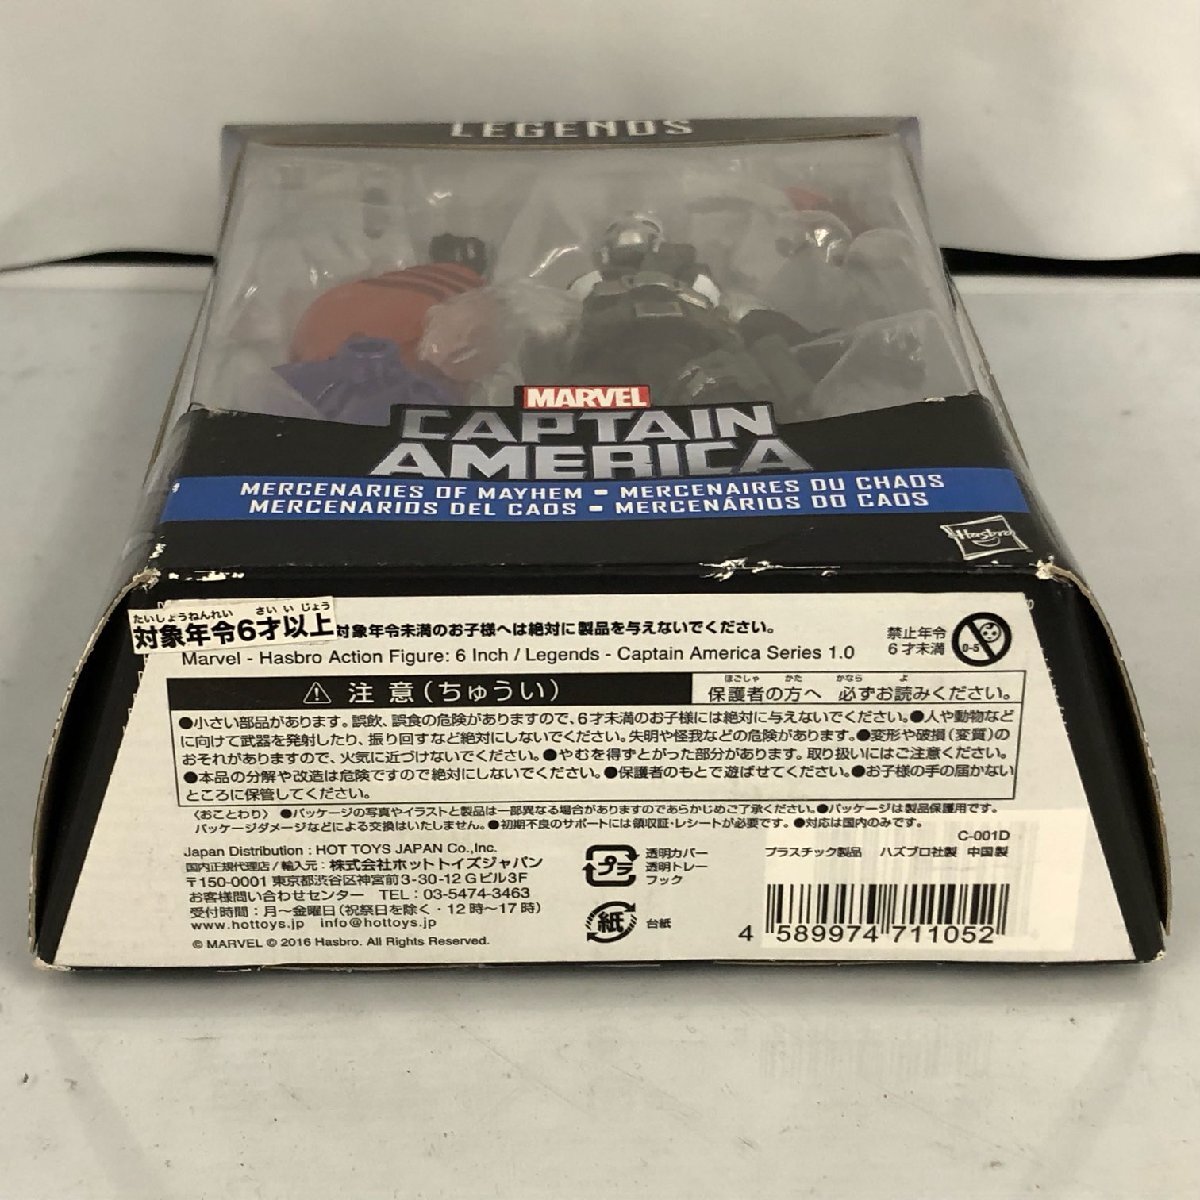 LEGENDS
MARVEL
CAPTAIN
AMERICA
MERCENARIES OF MAYHEM - MERCENAIRES DU CHAOS
MERCENARIOS DEL CAOS - MERCENÁRIOS DO CAOS
Hasbro
たいしょうねんれい さい いじょう
対象年令6才以上
対象年令未満のお子様へは絶対に製品を与えないでください。
禁止年令
6才未満
0-5
Marvel - Hasbro Action Figure: 6 Inch / Legends - Captain America Series 1.0
⚠ 注意(ちゅうい)
ほごしゃ かた かなら よ
保護者の方へ 必ずお読みください。
●小さい部品があります。誤飲、誤食の危険がありますので、6才未満のお子様には絶対に与えないでください。●人や動物など
に向けて武器を発射したり、振り回すなど絶対にしないでください。失明や怪我などの危険があります。●変形や破損(変質)の
おそれがありますので、火気に近づけないでください。●やむを得ずとがった部分があります。取り扱いにはご注意ください。
●本品の分解や改造は危険ですので絶対にしないでください。●保護者のもとで遊ばせてください。●お子様の手の届かない
ところに保管してください。
〈おことわり〉●パッケージの写真やイラストと製品は一部異なる場合がありますのであらかじめご了承ください。●パッケージは製品保護用です。
パッケージダメージなどによる交換はいたしません。●初期不良のサポートには領収証・レシートが必要です。●対応は国内のみです。
C-001D
Japan Distribution : HOT TOYS JAPAN Co.,Inc.
国内正規代理店/輸入元:株式会社ホットトイズジャパン
〒150-0001 東京都渋谷区神宮前3-30-12 Gビル3F
お客様問い合わせセンター TEL : 03-5474-3463
受付時間:月～金曜日(祝祭日を除く・12時～17時)
www.hottoys.jp info@hottoys.jp
© MARVEL © 2016 Hasbro. All Rights Reserved.
プラ
透明カバー
透明トレー
フック
紙
台紙
プラスチック製品 ハズブロ社製 中国製
4 589974 711052